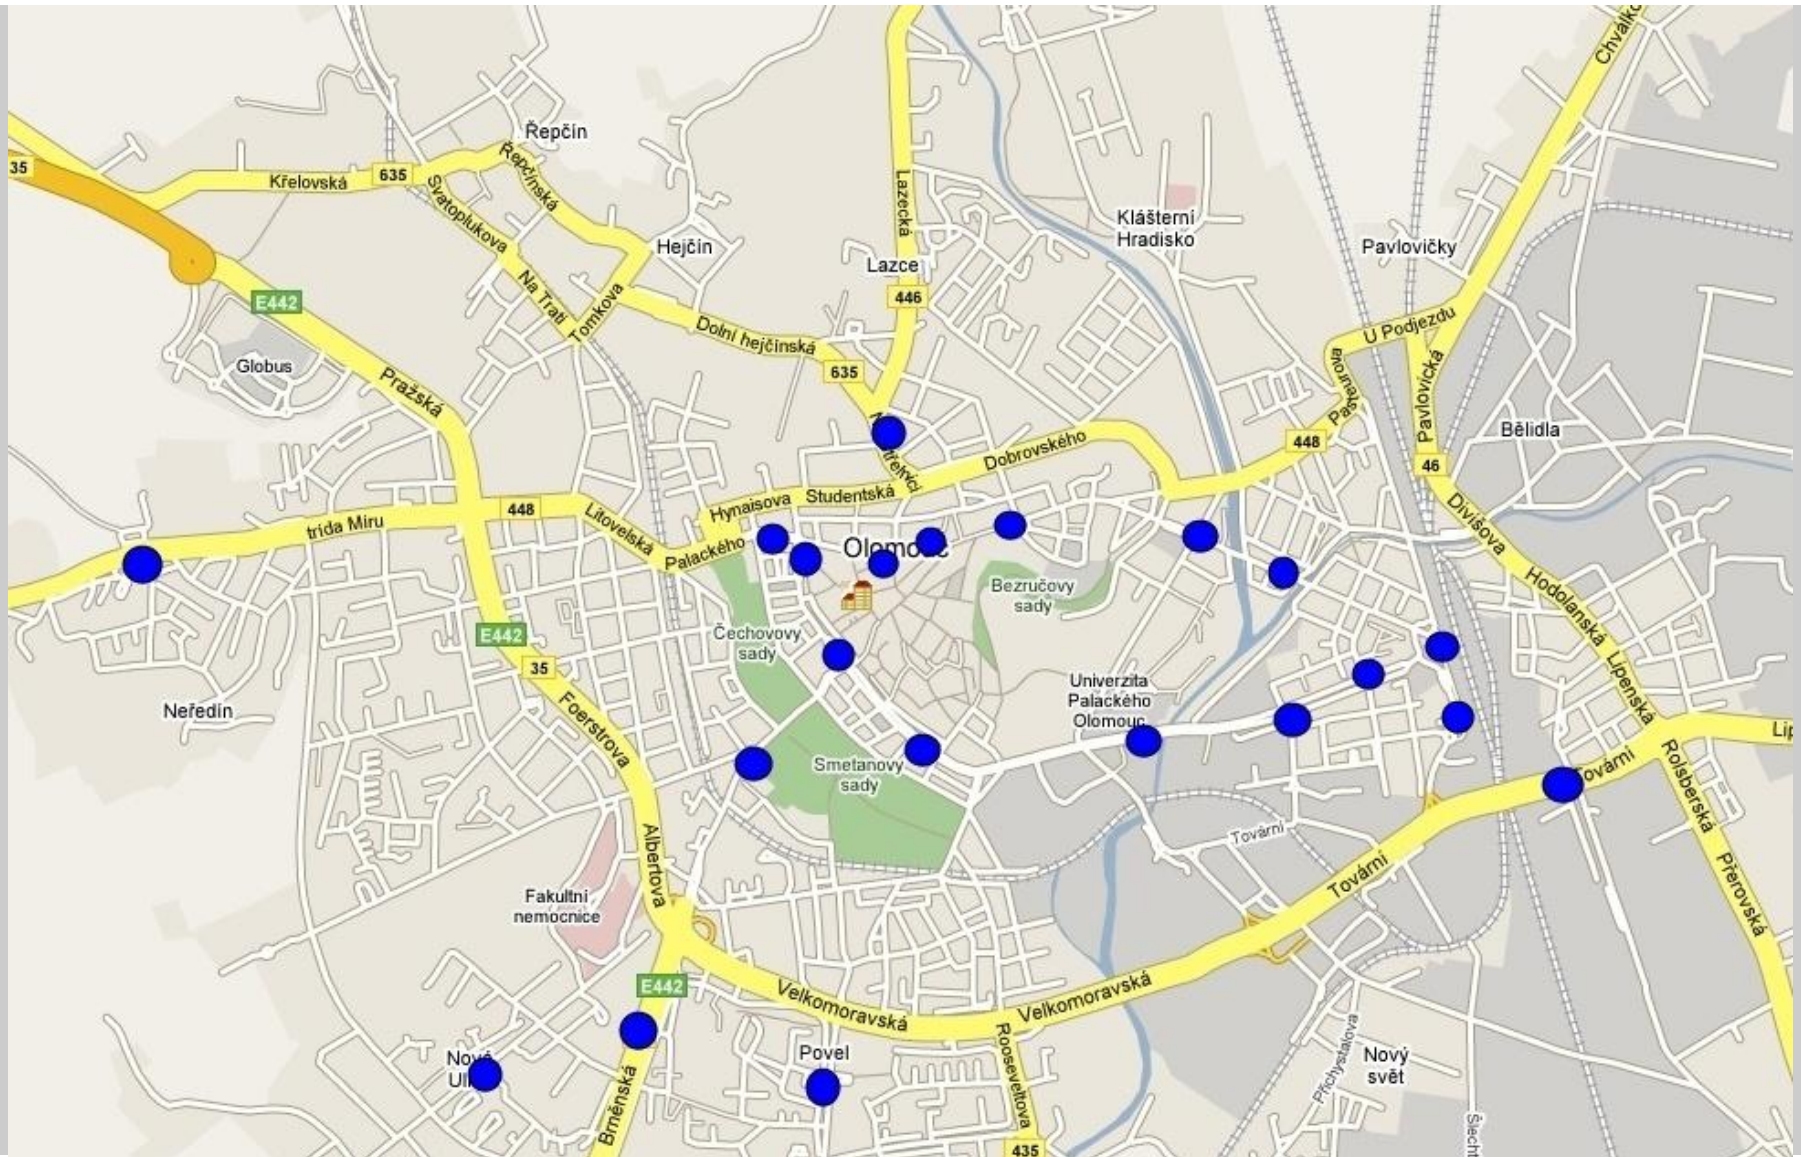 Chválko
Řepčín
35
Křelovská
635
Řepčínská
Svatoplukova
Lazecká
Klášterní
Hradisko
Hejčín
Pavlovičky
Lazce
Na Trati
446
E442
Tomkova
Dolní hejčínská
U Podjezdu
Globus
635
Pražská
Pavlovická
Dobrovského
448
Bělidla
46
Hynaisova
Studentská
448
třída Míru
Litovelská
Palackého
Divišova
Olomouc
Hodolanská
Bezručovy
sady
E442
Čechovovy
sady
35
Lipenská
Univerzita
Palackého
Olomouc
Neředín
Foerstrova
Lip
Smetanovy
sady
Tovární
Rolsberská
Tovární
Albertova
Tovární
Přerovská
Fakultní
nemocnice
E442
Velkomoravská
Velkomoravská
Povel
Nový
svět
Rooseveltova
Přichystalova
Brněnská
Šlecht
435